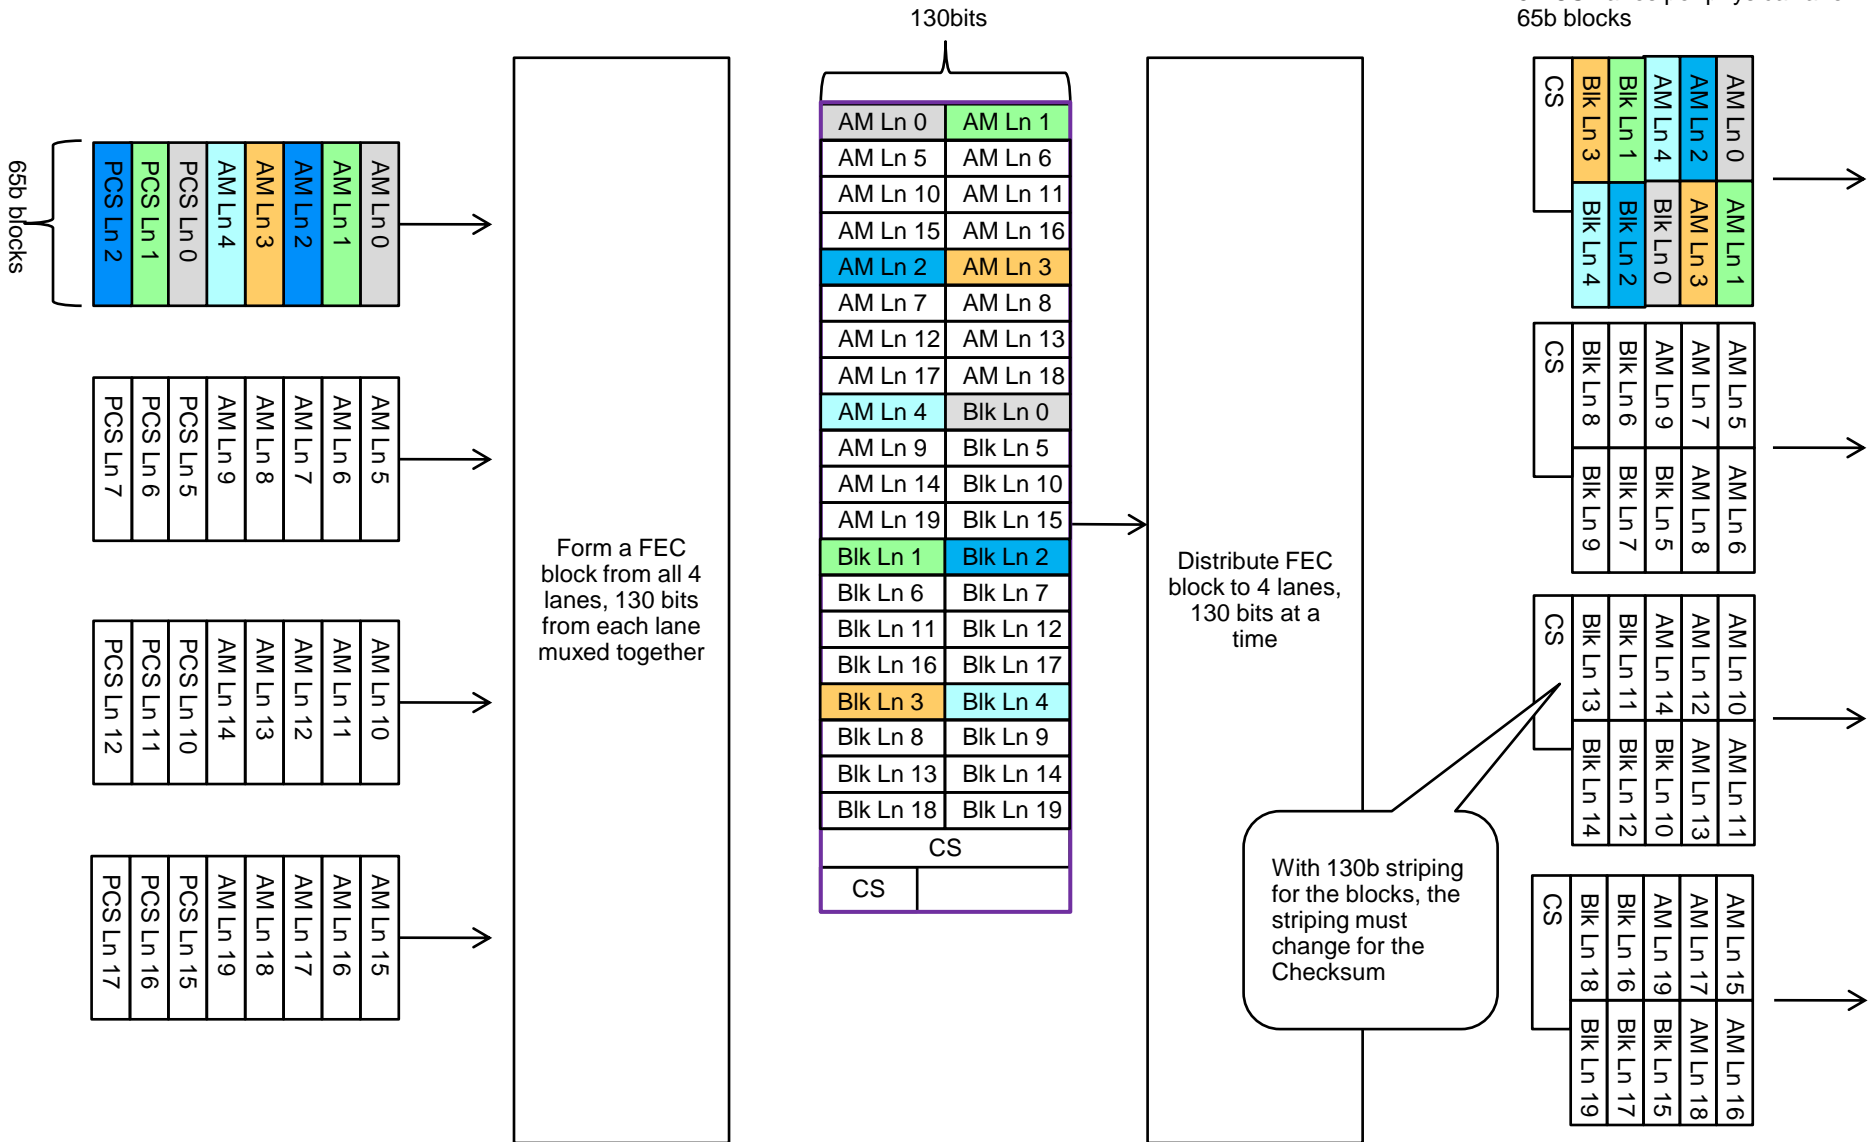 130bits
65b blocks
65b blocks
PCS Ln 2
PCS Ln 1
PCS Ln 0
AM Ln 4
AM Ln 3
AM Ln 2
AM Ln 1
AM Ln 0
PCS Ln 7
PCS Ln 6
PCS Ln 5
AM Ln 9
AM Ln 8
AM Ln 7
AM Ln 6
AM Ln 5
PCS Ln 12
PCS Ln 11
PCS Ln 10
AM Ln 14
AM Ln 13
AM Ln 12
AM Ln 11
AM Ln 10
PCS Ln 17
PCS Ln 16
PCS Ln 15
AM Ln 19
AM Ln 18
AM Ln 17
AM Ln 16
AM Ln 15
Form a FEC
block from all 4
lanes, 130 bits
from each lane
muxed together
AM Ln 0 AM Ln 1
AM Ln 5 AM Ln 6
AM Ln 10 AM Ln 11
AM Ln 15 AM Ln 16
AM Ln 2 AM Ln 3
AM Ln 7 AM Ln 8
AM Ln 12 AM Ln 13
AM Ln 17 AM Ln 18
AM Ln 4 Blk Ln 0
AM Ln 9 Blk Ln 5
AM Ln 14 Blk Ln 10
AM Ln 19 Blk Ln 15
Blk Ln 1 Blk Ln 2
Blk Ln 6 Blk Ln 7
Blk Ln 11 Blk Ln 12
Blk Ln 16 Blk Ln 17
Blk Ln 3 Blk Ln 4
Blk Ln 8 Blk Ln 9
Blk Ln 13 Blk Ln 14
Blk Ln 18 Blk Ln 19
CS
CS
Distribute FEC
block to 4 lanes,
130 bits at a
time
With 130b striping
for the blocks, the
striping must
change for the
Checksum
CS
Blk Ln 3 Blk Ln 4
Blk Ln 1 Blk Ln 2
AM Ln 4 Blk Ln 0
AM Ln 2 AM Ln 3
AM Ln 0 AM Ln 1
CS
Blk Ln 8 Blk Ln 9
Blk Ln 6 Blk Ln 7
AM Ln 9 Blk Ln 5
AM Ln 7 AM Ln 8
AM Ln 5 AM Ln 6
CS
Blk Ln 13 Blk Ln 14
Blk Ln 11 Blk Ln 12
AM Ln 14 Blk Ln 10
AM Ln 12 AM Ln 13
AM Ln 10 AM Ln 11
CS
Blk Ln 18 Blk Ln 19
Blk Ln 16 Blk Ln 17
AM Ln 19 Blk Ln 15
AM Ln 17 AM Ln 18
AM Ln 15 AM Ln 16